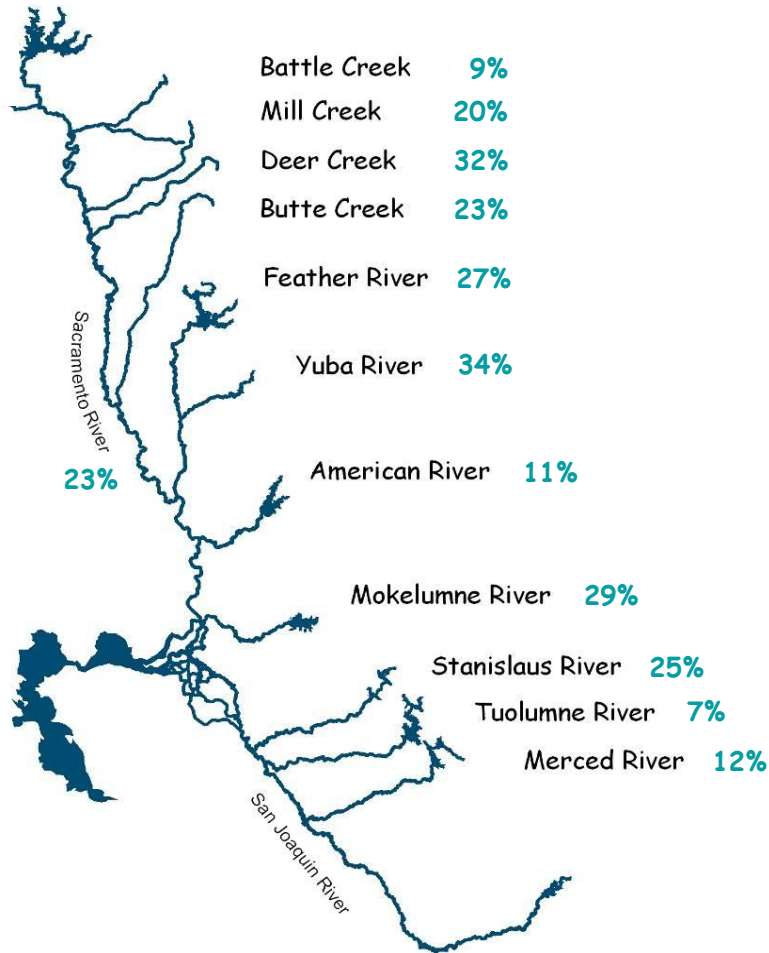 Battle Creek 9%
Mill Creek 20%
Deer Creek 32%
Butte Creek 23%
Feather River 27%
Sacramento River
Yuba River 34%
23%
American River 11%
Mokelumne River 29%
Stanislaus River 25%
Tuolumne River 7%
Merced River 12%
San Joaquin River